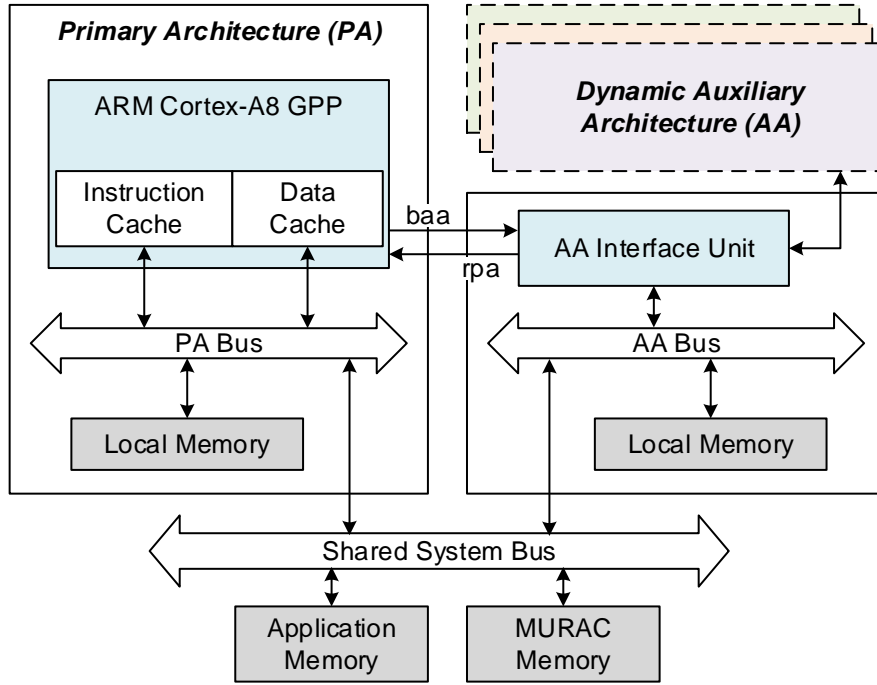 Primary Architecture (PA)
ARM Cortex-A8 GPP
Instruction
Cache
Data
Cache
baa
rpa
PA Bus
Local Memory
Dynamic Auxiliary
Architecture (AA)
AA Interface Unit
AA Bus
Local Memory
Shared System Bus
Application
Memory
MURAC
Memory